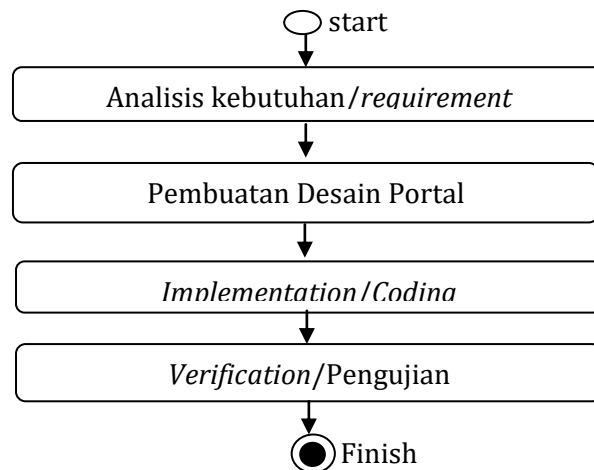 start
Analisis kebutuhan/requirement
Pembuatan Desain Portal
Implementation/Coding
Verification/Pengujian
Finish